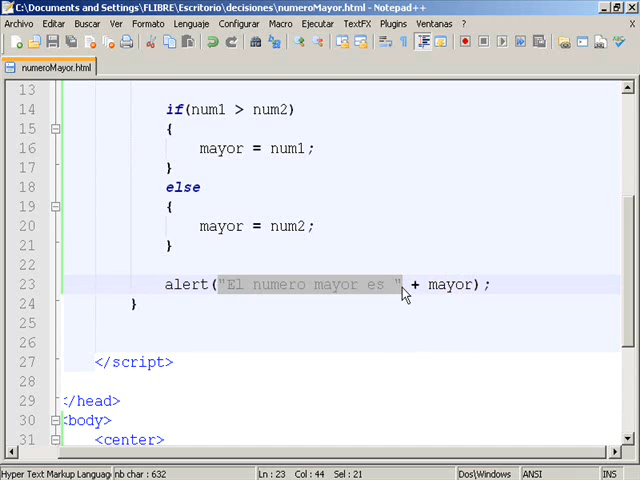 C:\Documents and Settings\FLIBRE\Escritorio\decisiones\numeroMayor.html - Notepad++
Archivo Editar Buscar Ver Formato Lenguaje Configurar Macro Ejecutar TextFX Plugins Ventanas ? X
numeroMayor.html
13
14 if(num1 > num2)
15 {
16 mayor = num1;
17 }
18 else
19 {
20 mayor = num2;
21 }
22
23 alert("El numero mayor es " + mayor);
24 }
25
26
27 </script>
28
29 </head>
30 <body>
31 <center>
Hyper Text Markup Languag nb char : 632 Ln : 23 Col : 44 Sel : 21 Dos\Windows ANSI INS